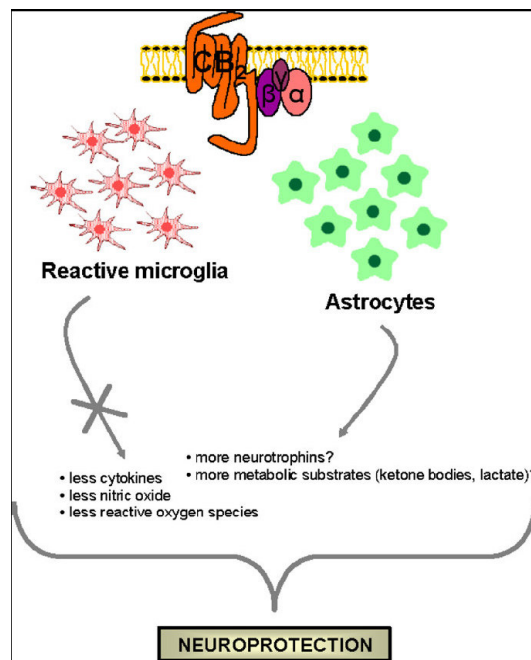 CB2
β γ α
Reactive microglia
Astrocytes
• more neurotrophins?
• more metabolic substrates (ketone bodies, lactate)?
• less cytokines
• less nitric oxide
• less reactive oxygen species
NEUROPROTECTION